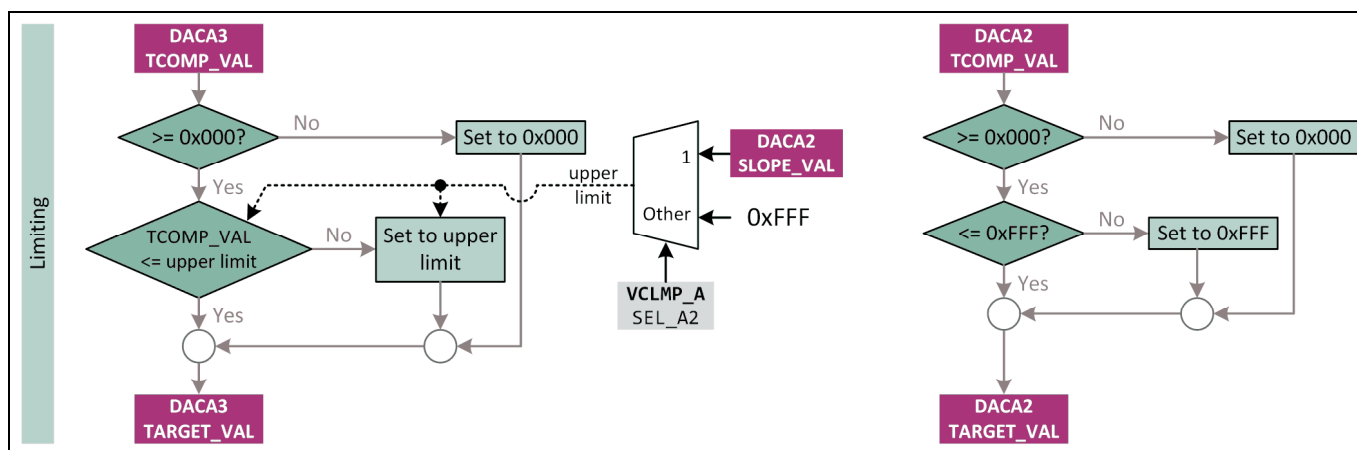 Limiting
DACA3
TCOMP_VAL
>= 0x000?
No
Set to 0x000
Yes
TCOMP_VAL
<= upper limit
No
Set to upper
limit
Yes
DACA3
TARGET_VAL
upper
limit
1
Other
DACA2
SLOPE_VAL
0xFFF
VCLMP_A
SEL_A2
DACA2
TCOMP_VAL
>= 0x000?
No
Set to 0x000
Yes
<= 0xFFF?
No
Set to 0xFFF
Yes
DACA2
TARGET_VAL